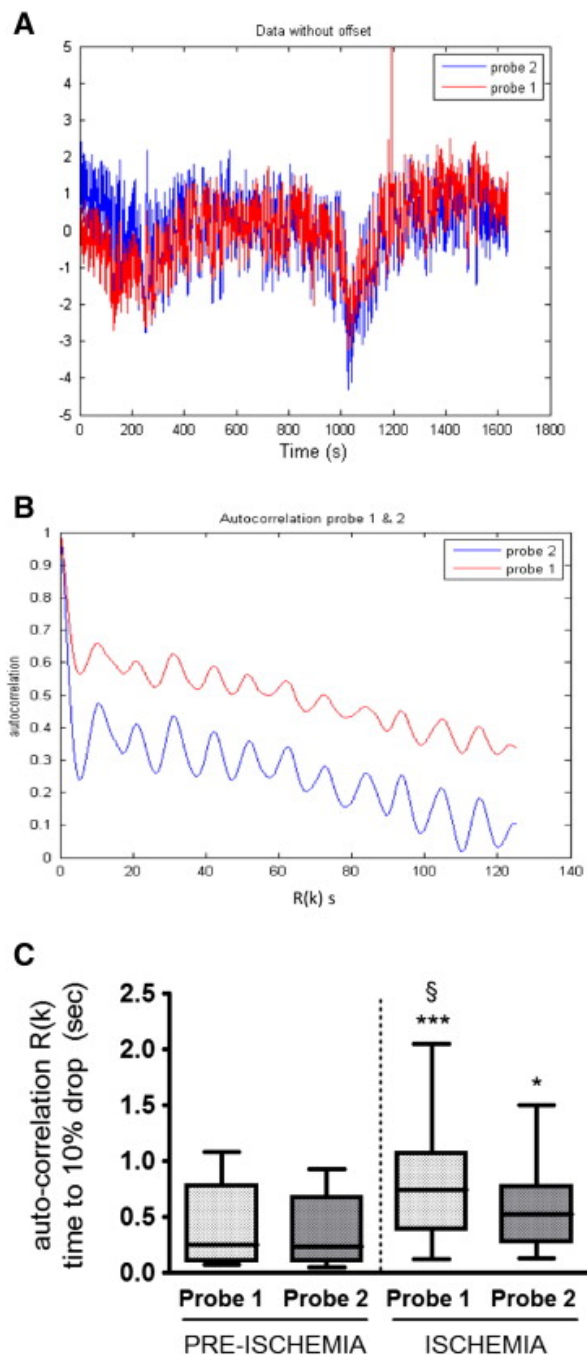 A
Data without offset
5
4
3
2
1
0
-1
-2
-3
-4
-5
probe 2
probe 1
0 200 400 600 800 1000 1200 1400 1600 1800
Time (s)
B
Autocorrelation probe 1 & 2
1
0.9
0.8
0.7
0.6
0.5
0.4
0.3
0.2
0.1
0
autocorrelation
probe 2
probe 1
0 20 40 60 80 100 120 140
R(k) s
C
auto-correlation R(k)
time to 10% drop (sec)
2.5
2.0
1.5
1.0
0.5
0.0
§
***
*
Probe 1 Probe 2 Probe 1 Probe 2
PRE-ISCHEMIA ISCHEMIA